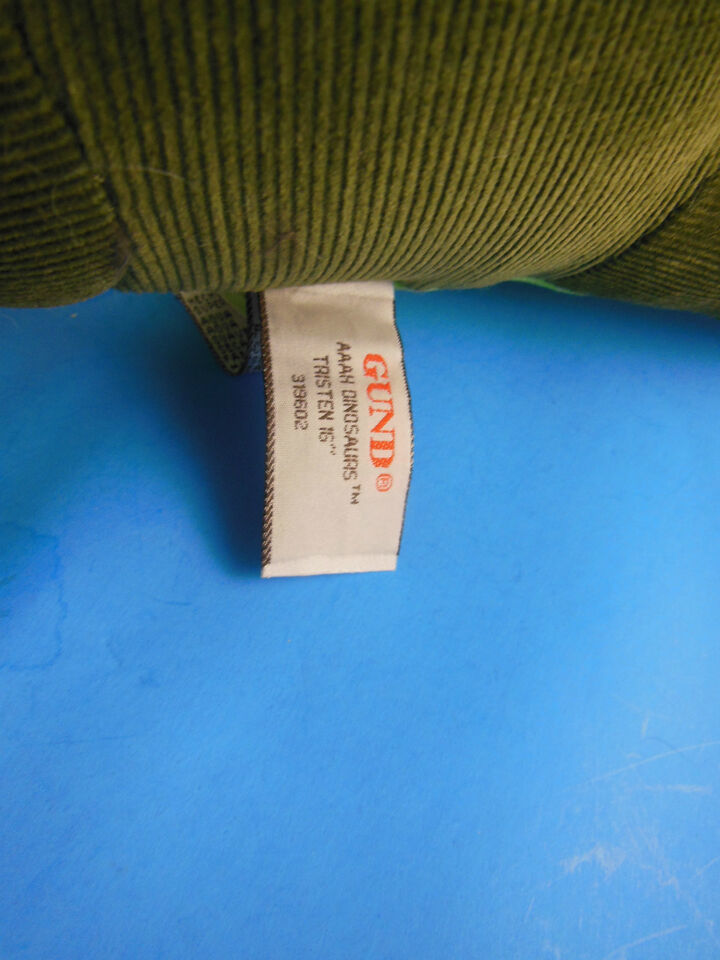 GUND®
AAAH DINOSAURS™
TRISTEN 16"
319602